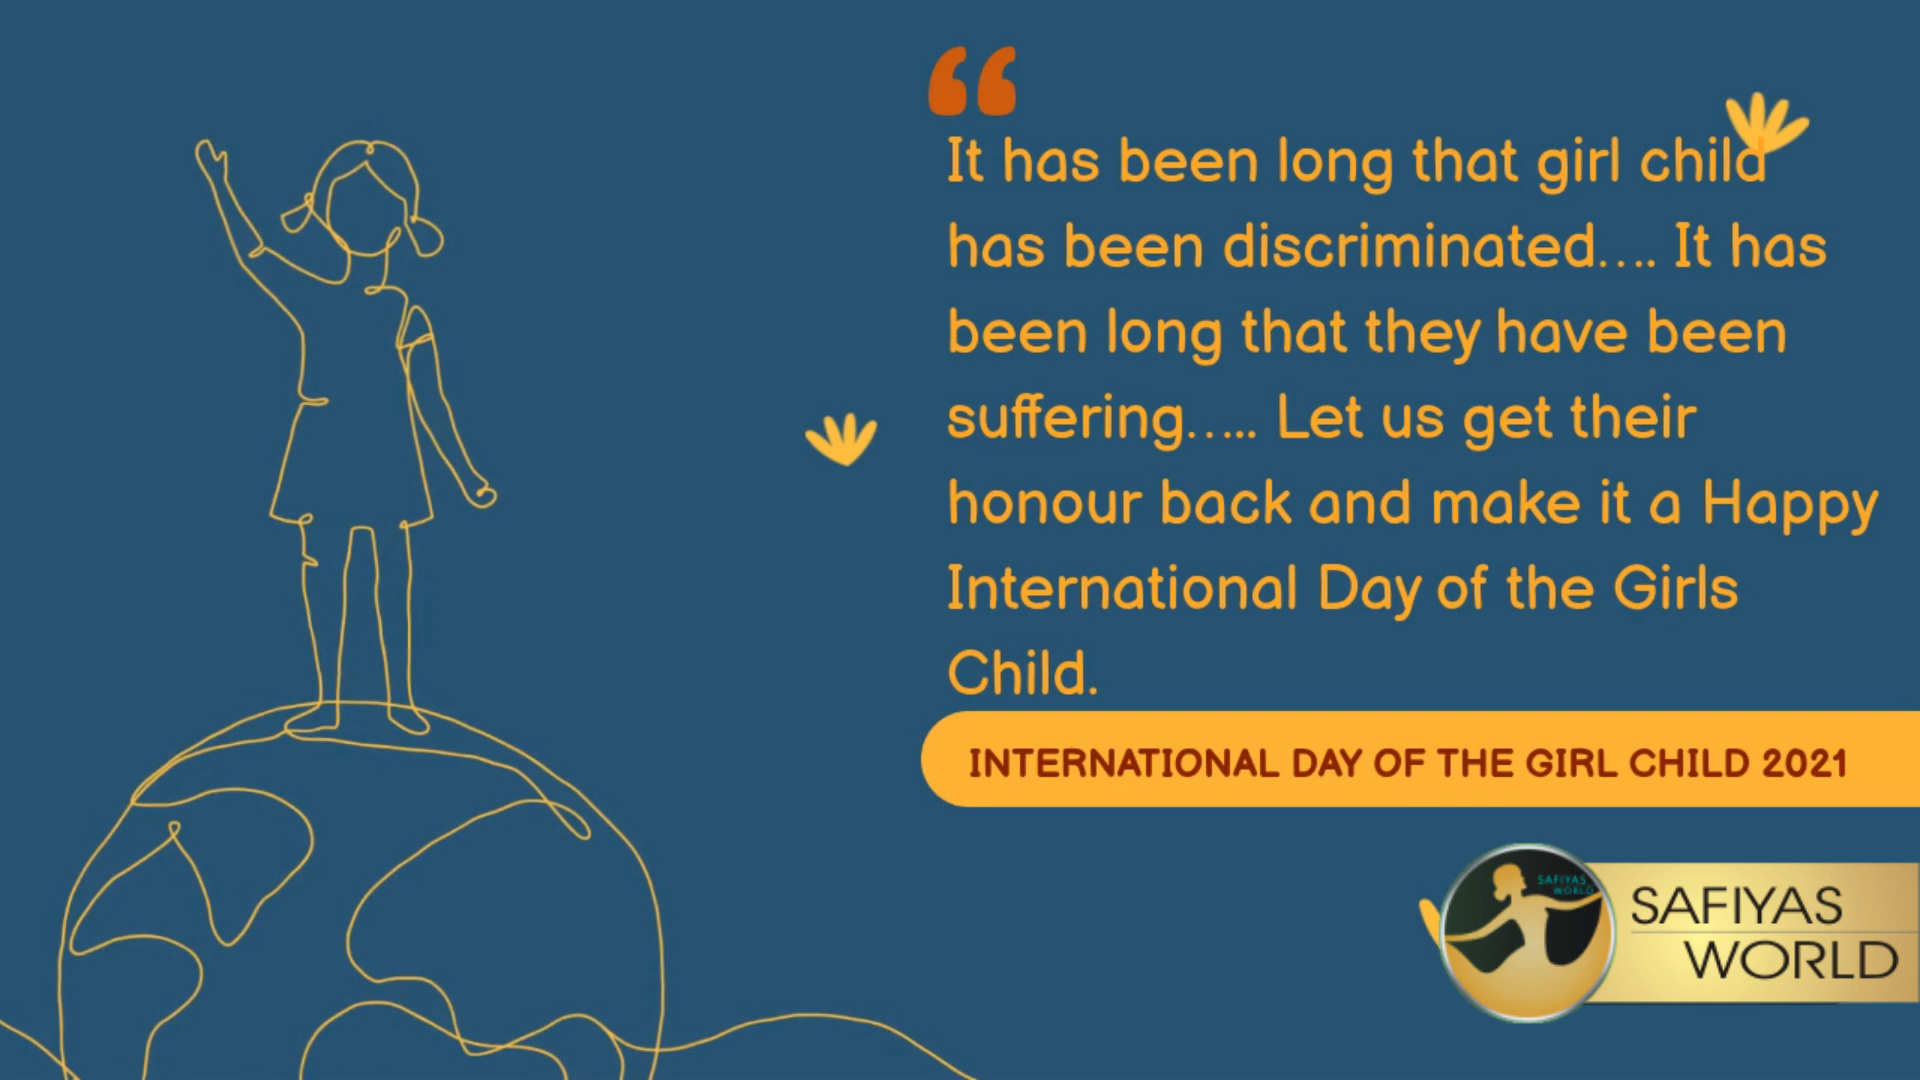 “
It has been long that girl child
has been discriminated.... It has
been long that they have been
suffering..... Let us get their
honour back and make it a Happy
International Day of the Girls
Child.
INTERNATIONAL DAY OF THE GIRL CHILD 2021
SAFIYAS
WORLD
SAFIYAS
WORLD